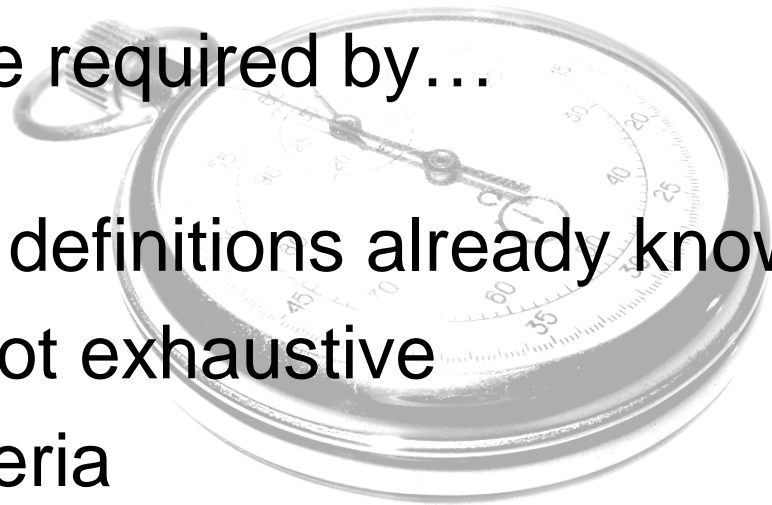 e required by…
definitions already know
ot exhaustive
eria